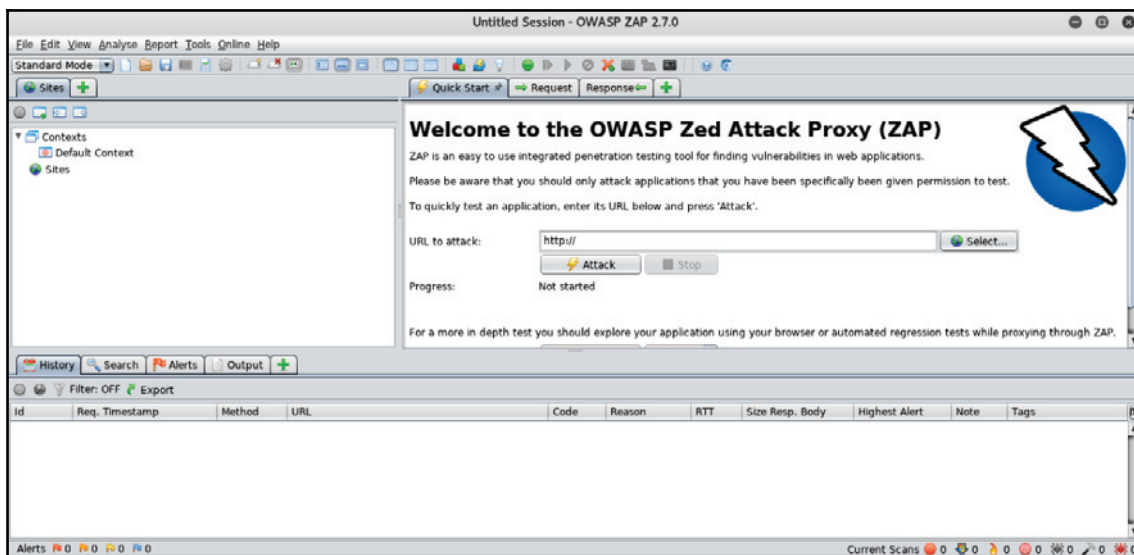 Untitled Session - OWASP ZAP 2.7.0
File Edit View Analyse Report Tools Online Help
Standard Mode
Sites
Quick Start Request Response
Contexts
Default Context
Sites
Welcome to the OWASP Zed Attack Proxy (ZAP)
ZAP is an easy to use integrated penetration testing tool for finding vulnerabilities in web applications.
Please be aware that you should only attack applications that you have been specifically been given permission to test.
To quickly test an application, enter its URL below and press 'Attack'.
URL to attack: http:// Select...
Attack Stop
Progress: Not started
For a more in depth test you should explore your application using your browser or automated regression tests while proxying through ZAP.
History Search Alerts Output
Filter: OFF Export
Id Req. Timestamp Method URL Code Reason RTT Size Resp. Body Highest Alert Note Tags
Alerts 0 0 0 0 Current Scans 0 0 0 0 0 0 0